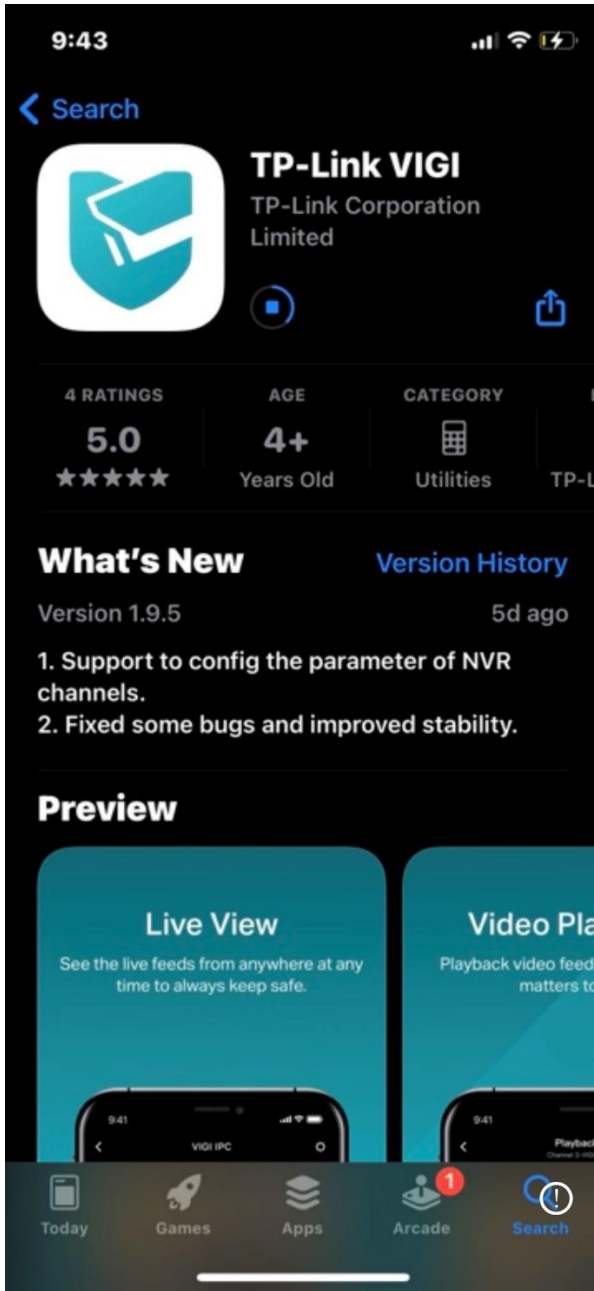 9:43
Search
TP-Link VIGI
TP-Link Corporation
Limited
4 RATINGS
AGE
CATEGORY
5.0
4+
★★★★★
Years Old
Utilities
TP-L
What's New
Version History
Version 1.9.5
5d ago
1. Support to config the parameter of NVR
channels.
2. Fixed some bugs and improved stability.
Preview
Live View
See the live feeds from anywhere at any
time to always keep safe.
Video Pla
Playback video feed
matters to
9:41
VIGI IPC
9:41
Playback
Channel 2-VIGI
Today
Games
Apps
Arcade
1
Search